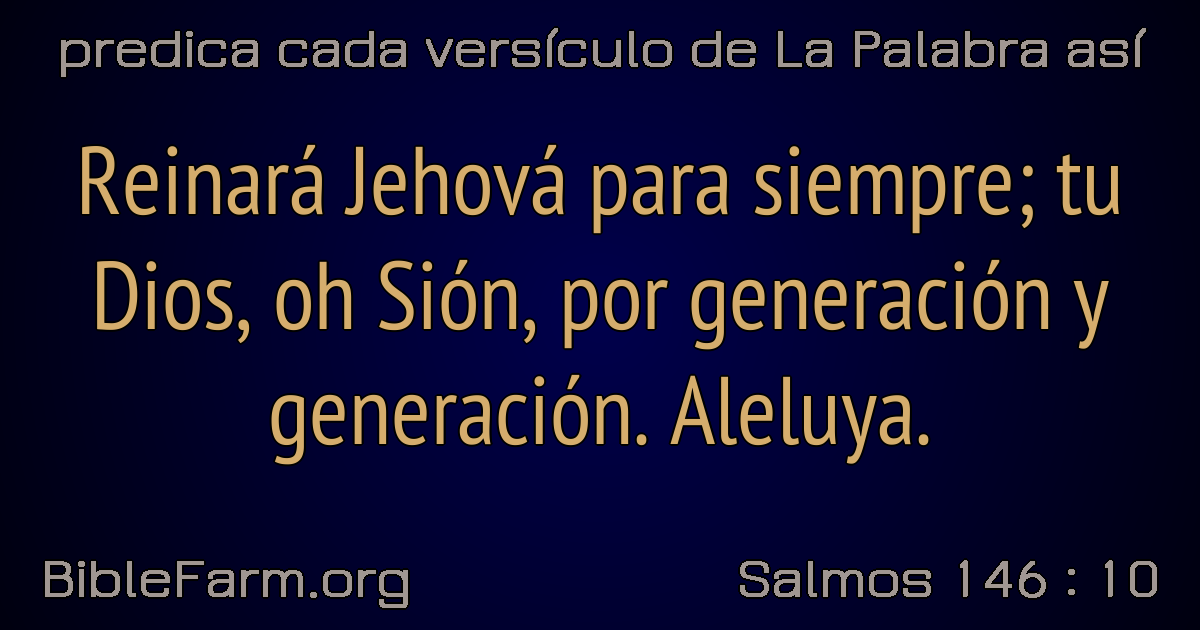 predica cada versículo de La Palabra así
Reinará Jehová para siempre; tu
Dios, oh Sión, por generación y
generación. Aleluya.
BibleFarm.org
Salmos 146 : 10